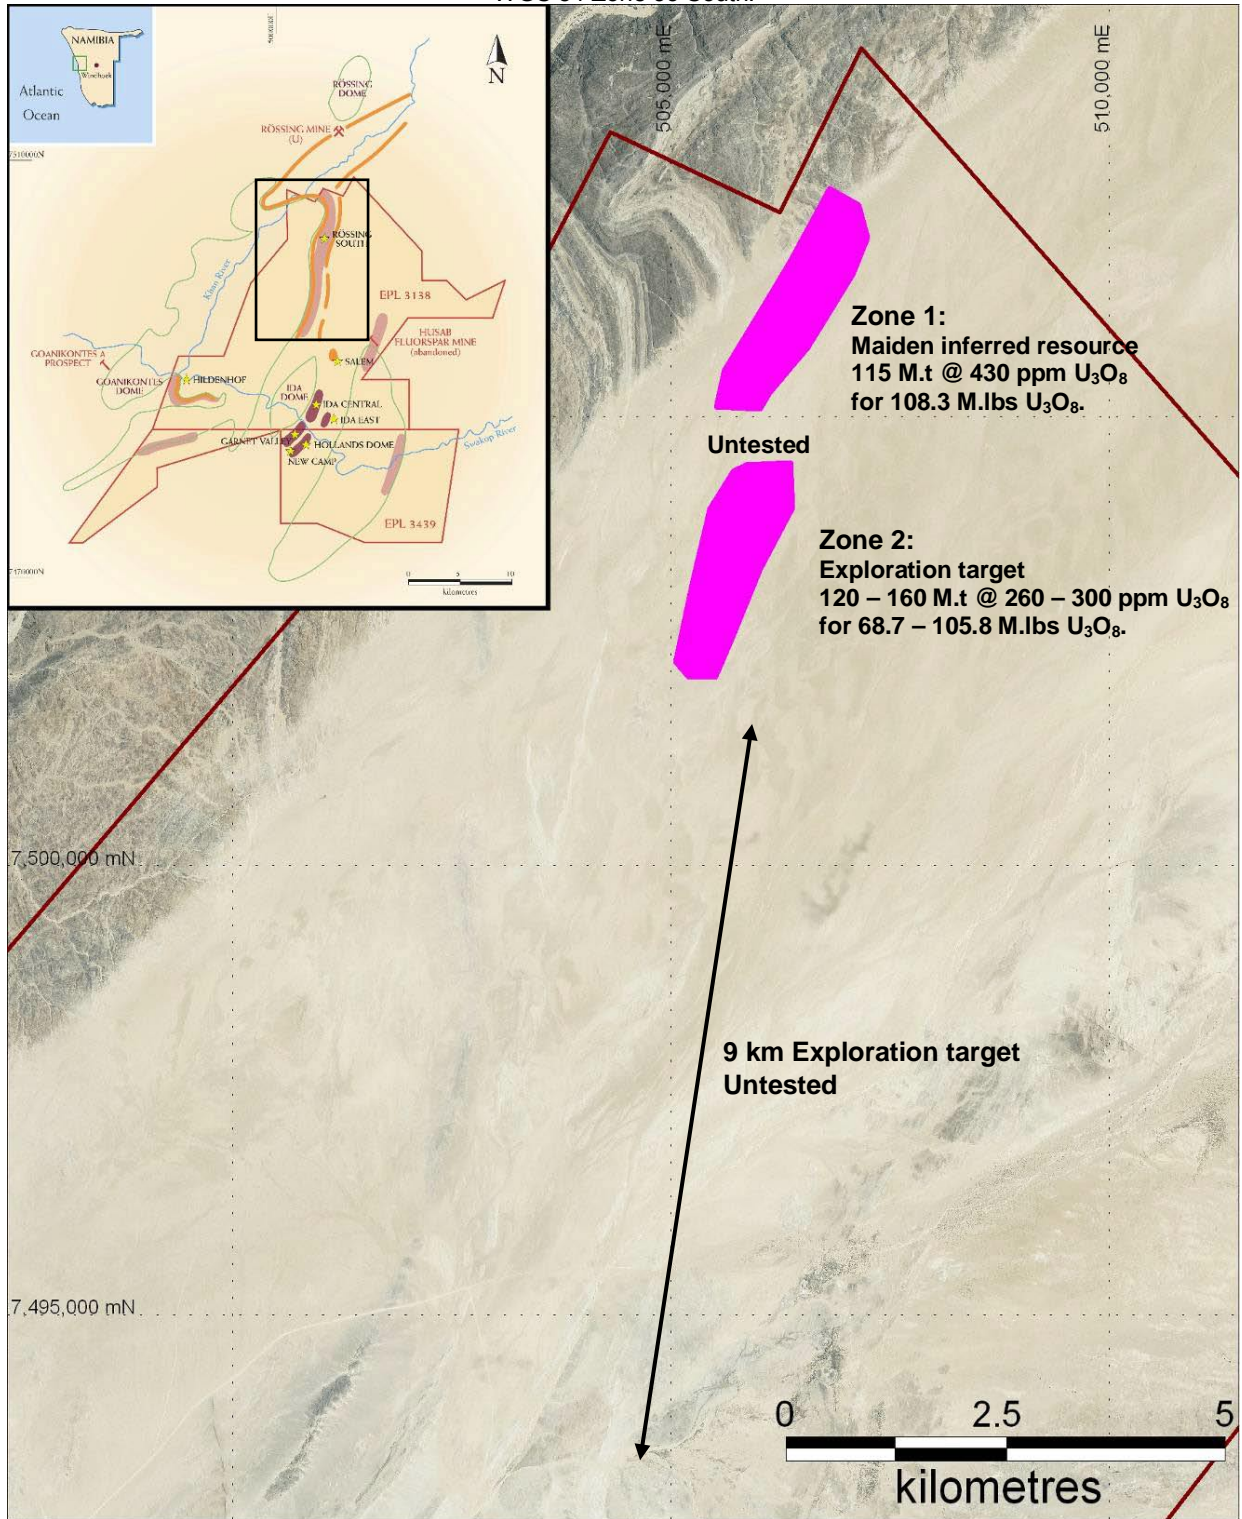 NAMIBIA
Windhoek
Atlantic
Ocean
N
RÖSSING
DOME
RÖSSING MINE
(U)
7510000N
RÖSSING
SOUTH
Khan River
EPL 3138
HUSAB
FLUORSPAR MINE
(abandoned)
GOANIKONTES A
PROSPECT
GOANIKONTES
DOME
HILDENHOF
SALEM
IDA
DOME
IDA CENTRAL
IDA EAST
GARNET VALLEY
HOLLANDS DOME
NEW CAMP
Swakop River
EPL 3439
0 5 10
kilometres
505,000 mE
510,000 mE
Zone 1:
Maiden inferred resource
115 M.t @ 430 ppm U₃O₈
for 108.3 M.lbs U₃O₈.
Untested
Zone 2:
Exploration target
120 – 160 M.t @ 260 – 300 ppm U₃O₈
for 68.7 – 105.8 M.lbs U₃O₈.
7,500,000 mN
9 km Exploration target
Untested
7,495,000 mN
0 2.5 5
kilometres